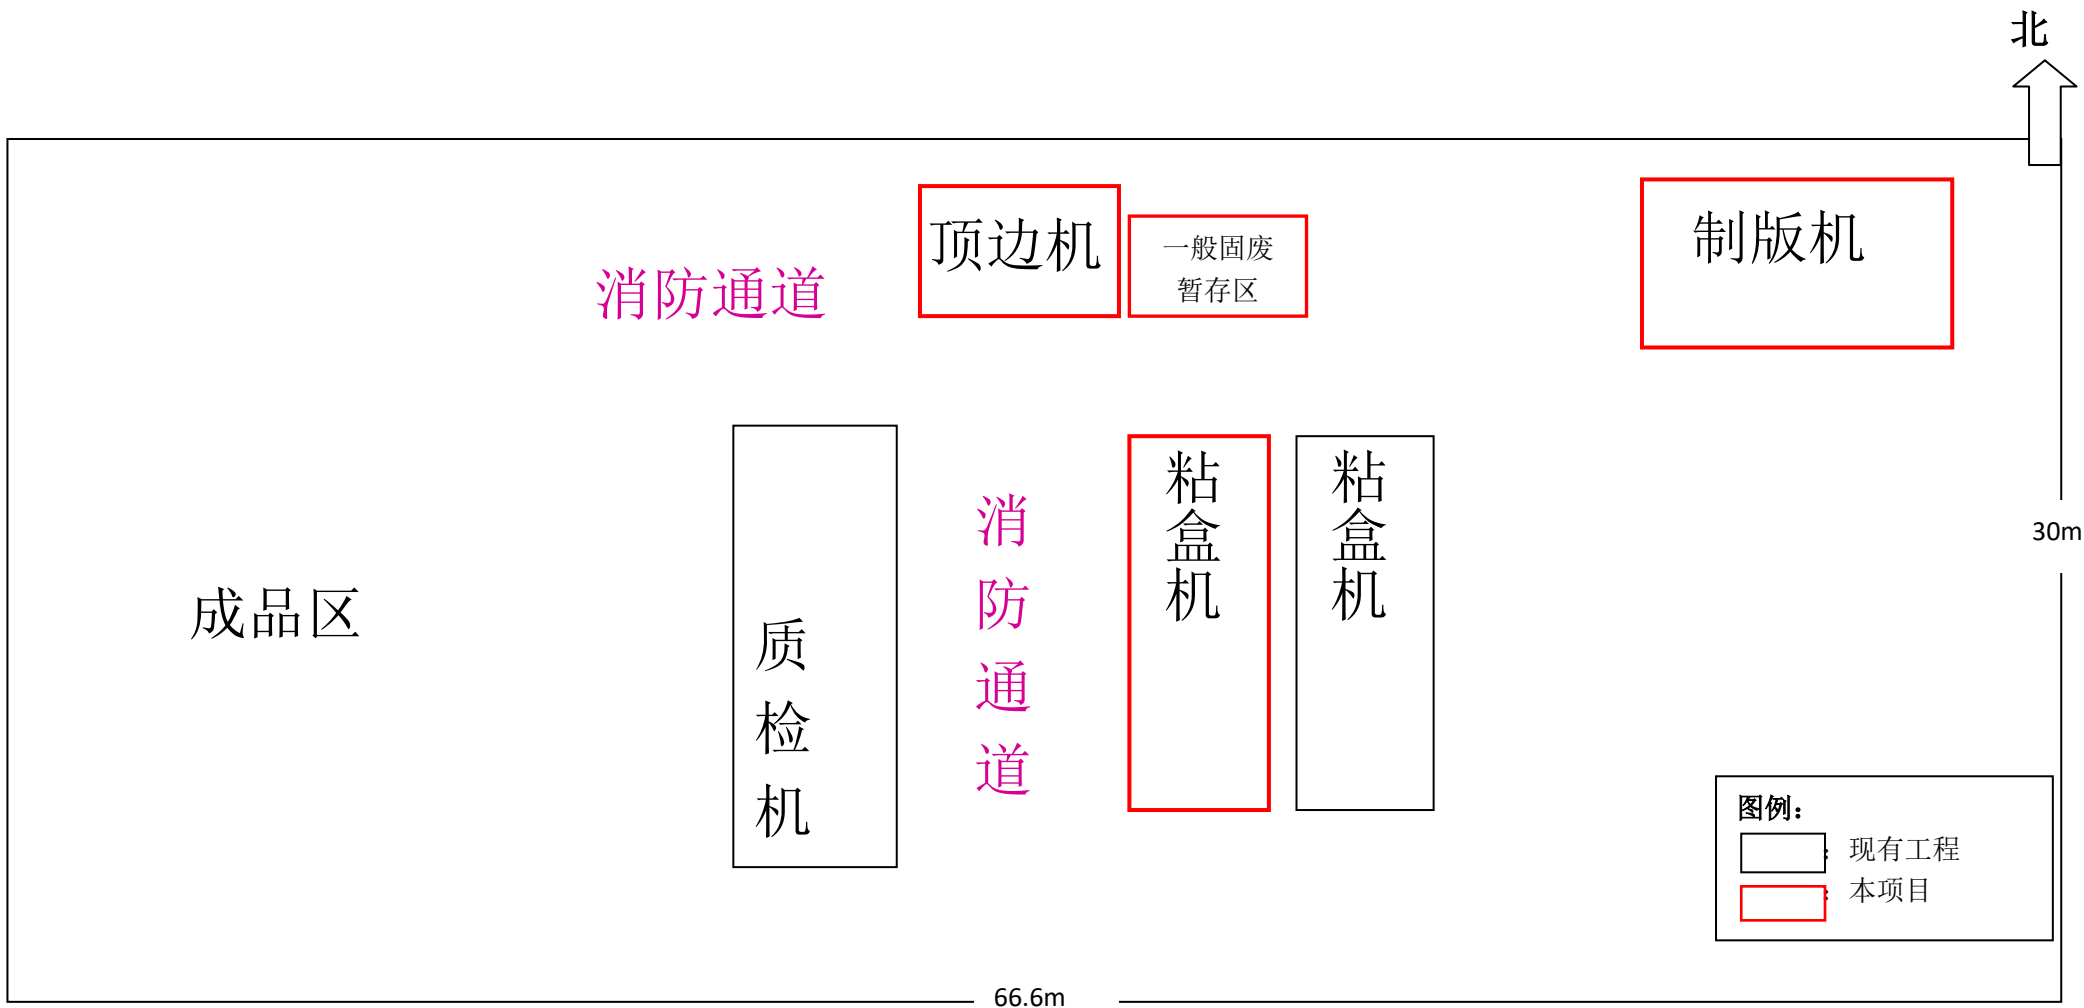 北
顶边机
一般固废
暂存区
制版机
消防通道
粘盒机
粘盒机
消防通道
30m
成品区
质检机
图例：
：现有工程
：本项目
66.6m